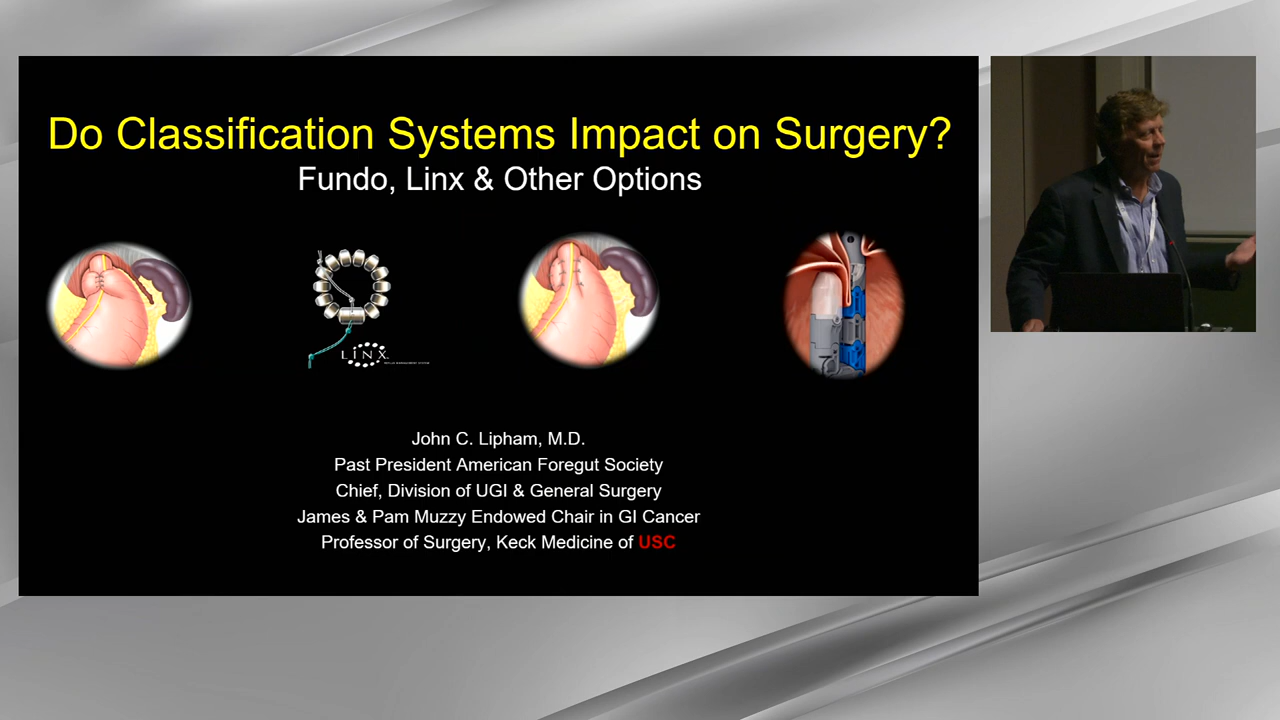 Do Classification Systems Impact on Surgery?
Fundo, Linx & Other Options
LINX
John C. Lipham, M.D.
Past President American Foregut Society
Chief, Division of UGI & General Surgery
James & Pam Muzzy Endowed Chair in GI Cancer
Professor of Surgery, Keck Medicine of USC